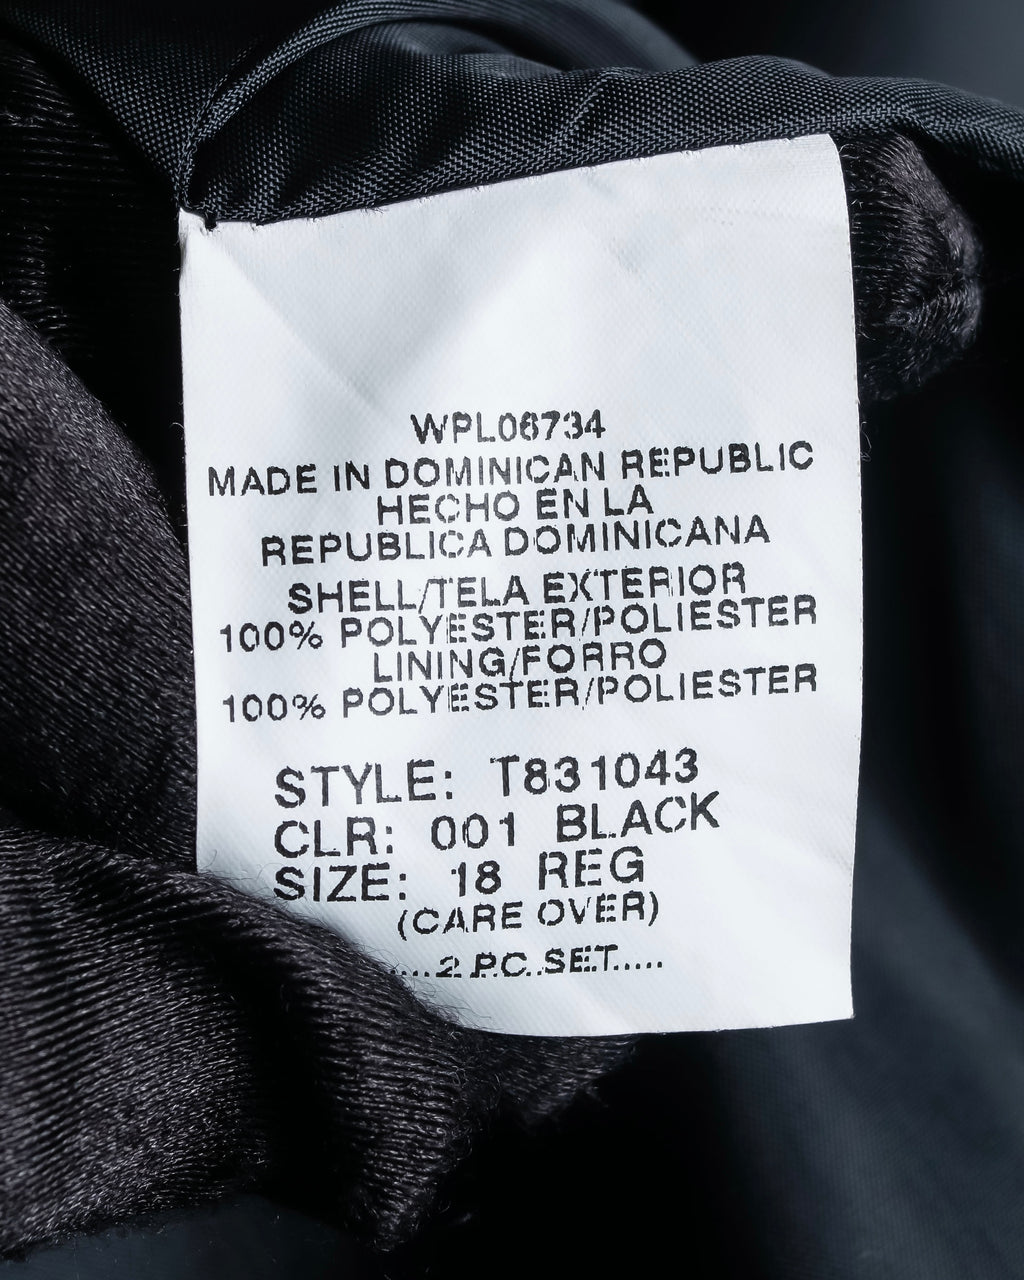 WPL06734
MADE IN DOMINICAN REPUBLIC
HECHO EN LA
REPUBLICA DOMINICANA
SHELL/TELA EXTERIOR
100% POLYESTER/POLIESTER
LINING/FORRO
100% POLYESTER/POLIESTER
STYLE: T831043
CLR: 001 BLACK
SIZE: 18 REG
(CARE OVER)
....2 P.C. SET.....